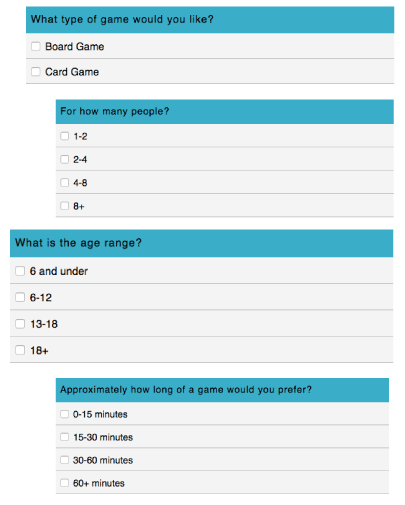 What type of game would you like?
Board Game
Card Game
For how many people?
1-2
2-4
4-8
8+
What is the age range?
6 and under
6-12
13-18
18+
Approximately how long of a game would you prefer?
0-15 minutes
15-30 minutes
30-60 minutes
60+ minutes